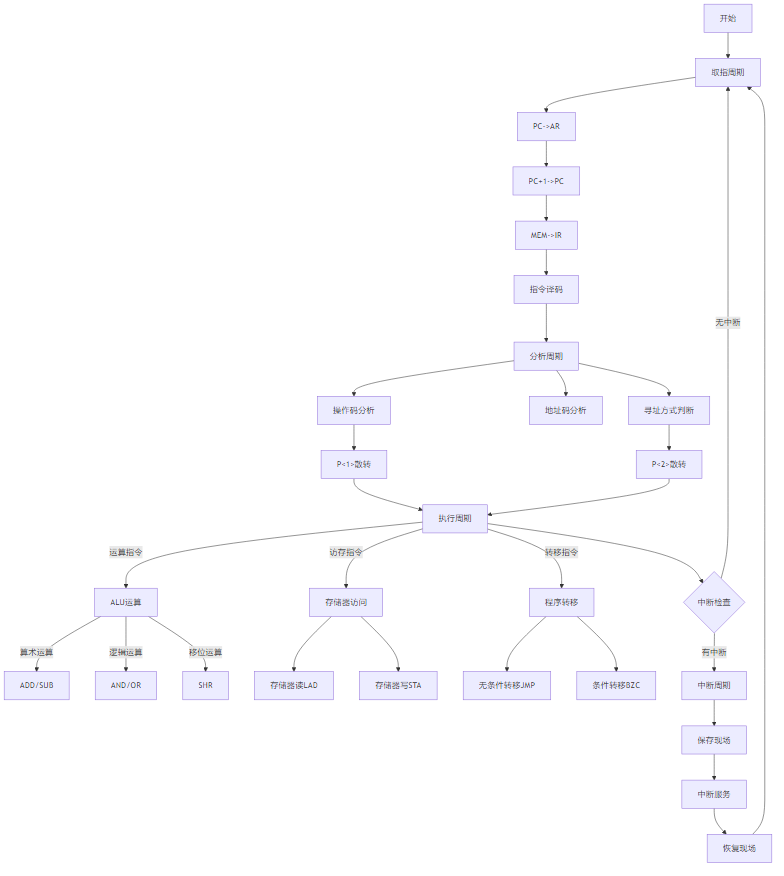 开始
取指周期
PC->AR
PC+1->PC
MEM->IR
指令译码
无中断
分析周期
操作码分析
地址码分析
寻址方式判断
P<1>散转
P<2>散转
执行周期
运算指令
访存指令
转移指令
ALU运算
存储器访问
程序转移
中断检查
算术运算
逻辑运算
移位运算
有中断
ADD/SUB
AND/OR
SHR
存储器读LAD
存储器写STA
无条件转移JMP
条件转移BZC
中断周期
保存现场
中断服务
恢复现场